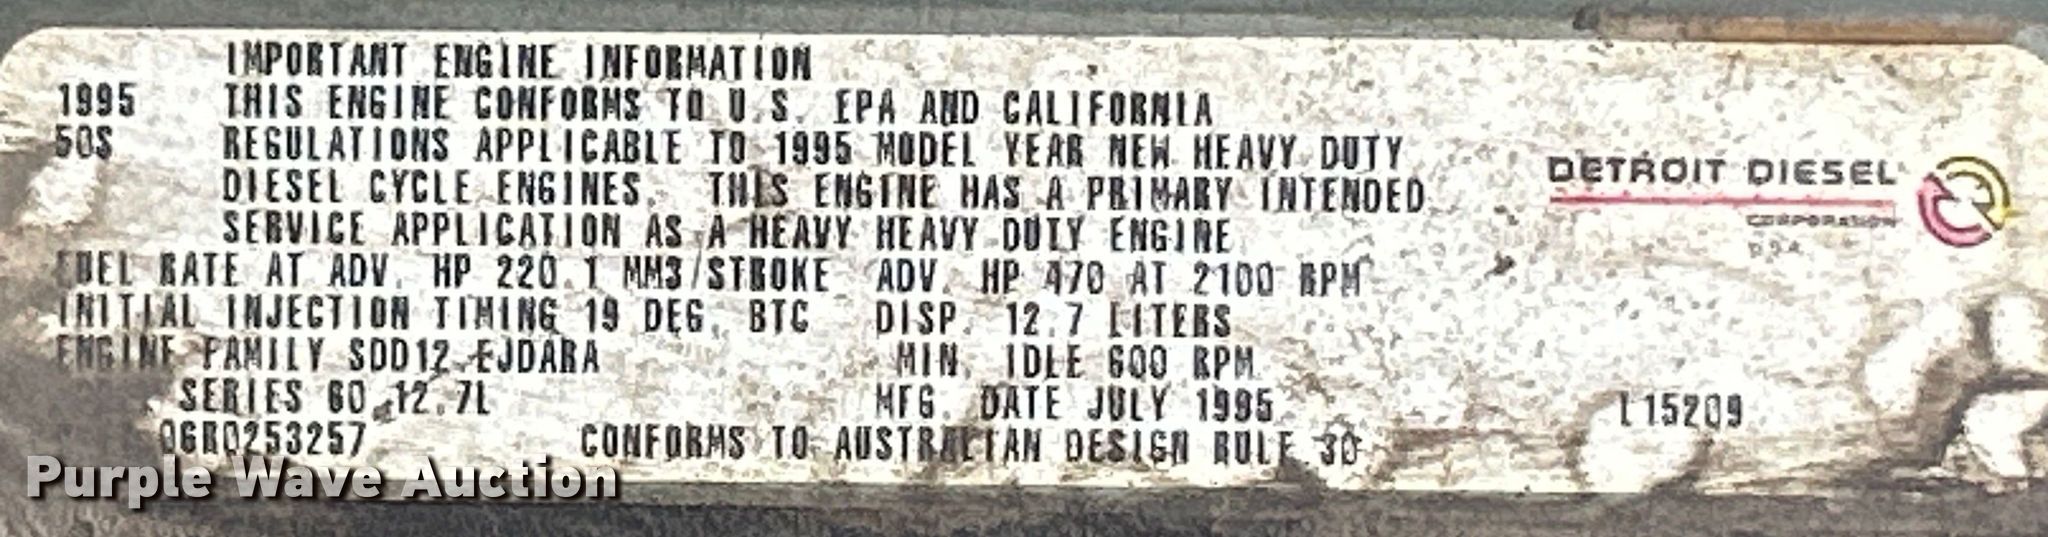 IMPORTANT ENGINE INFORMATION
1995 THIS ENGINE CONFORMS TO U.S. EPA AND CALIFORNIA
50S REGULATIONS APPLICABLE TO 1995 MODEL YEAR NEW HEAVY DUTY
DIESEL CYCLE ENGINES. THIS ENGINE HAS A PRIMARY INTENDED
SERVICE APPLICATION AS A HEAVY HEAVY DUTY ENGINE
FUEL RATE AT ADV. HP 220.1 MM3/STROKE ADV. HP 470 AT 2100 RPM
INITIAL INJECTION TIMING 19 DEG. BTC DISP. 12.7 LITERS
ENGINE FAMILY SDD12.EJDARA MIN. IDLE 600 RPM
SERIES 60 12.7L MFG. DATE JULY 1995
06R0253257 CONFORMS TO AUSTRALIAN DESIGN RULE 30
DETROIT DIESEL
CORPORATION
U.S.A.
L15209
Purple Wave Auction